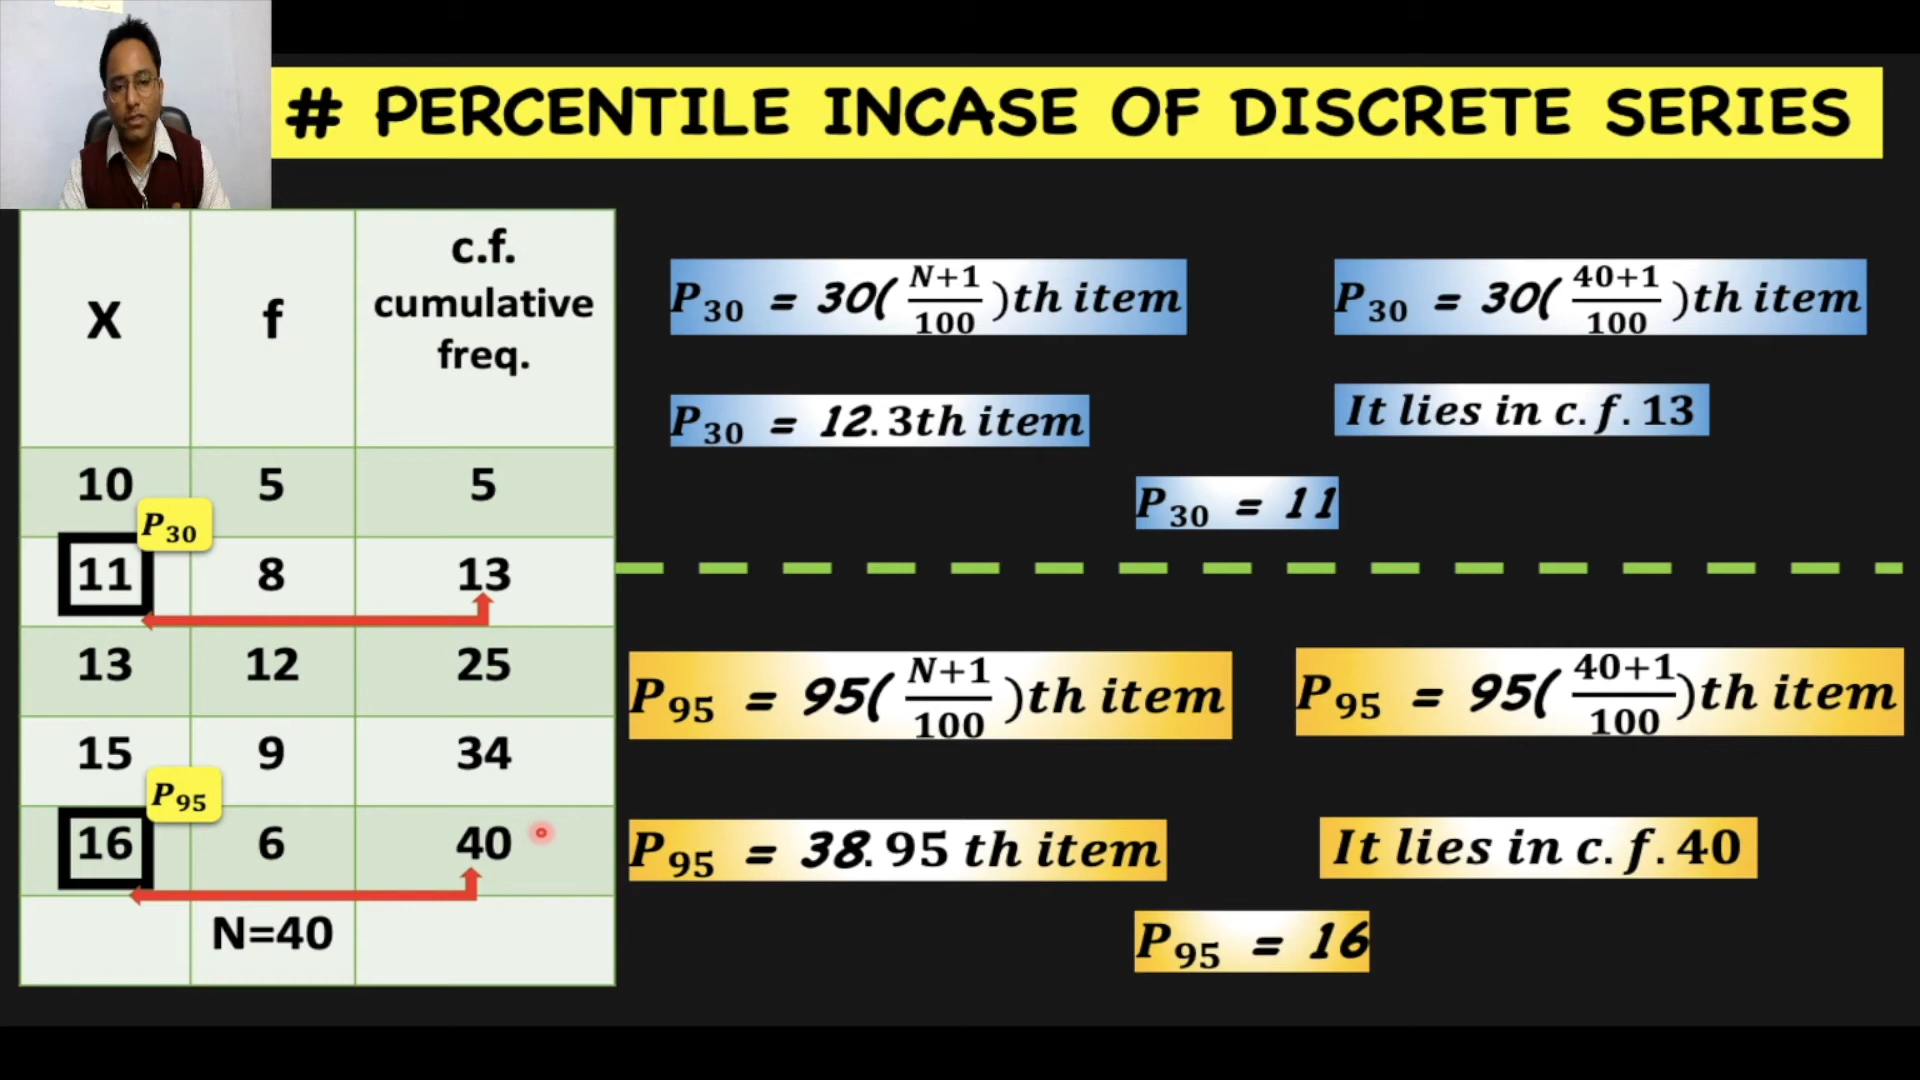 # PERCENTILE INCASE OF DISCRETE SERIES
X f c.f. cumulative freq.
10 5 5
P30
11 8 13
13 12 25
15 9 34
P95
16 6 40
N=40
P30 = 30( N+1/100 )th item
P30 = 30( 40+1/100 )th item
P30 = 12.3th item
It lies in c.f.13
P30 = 11
P95 = 95( N+1/100 )th item
P95 = 95( 40+1/100 )th item
P95 = 38.95 th item
It lies in c.f.40
P95 = 16